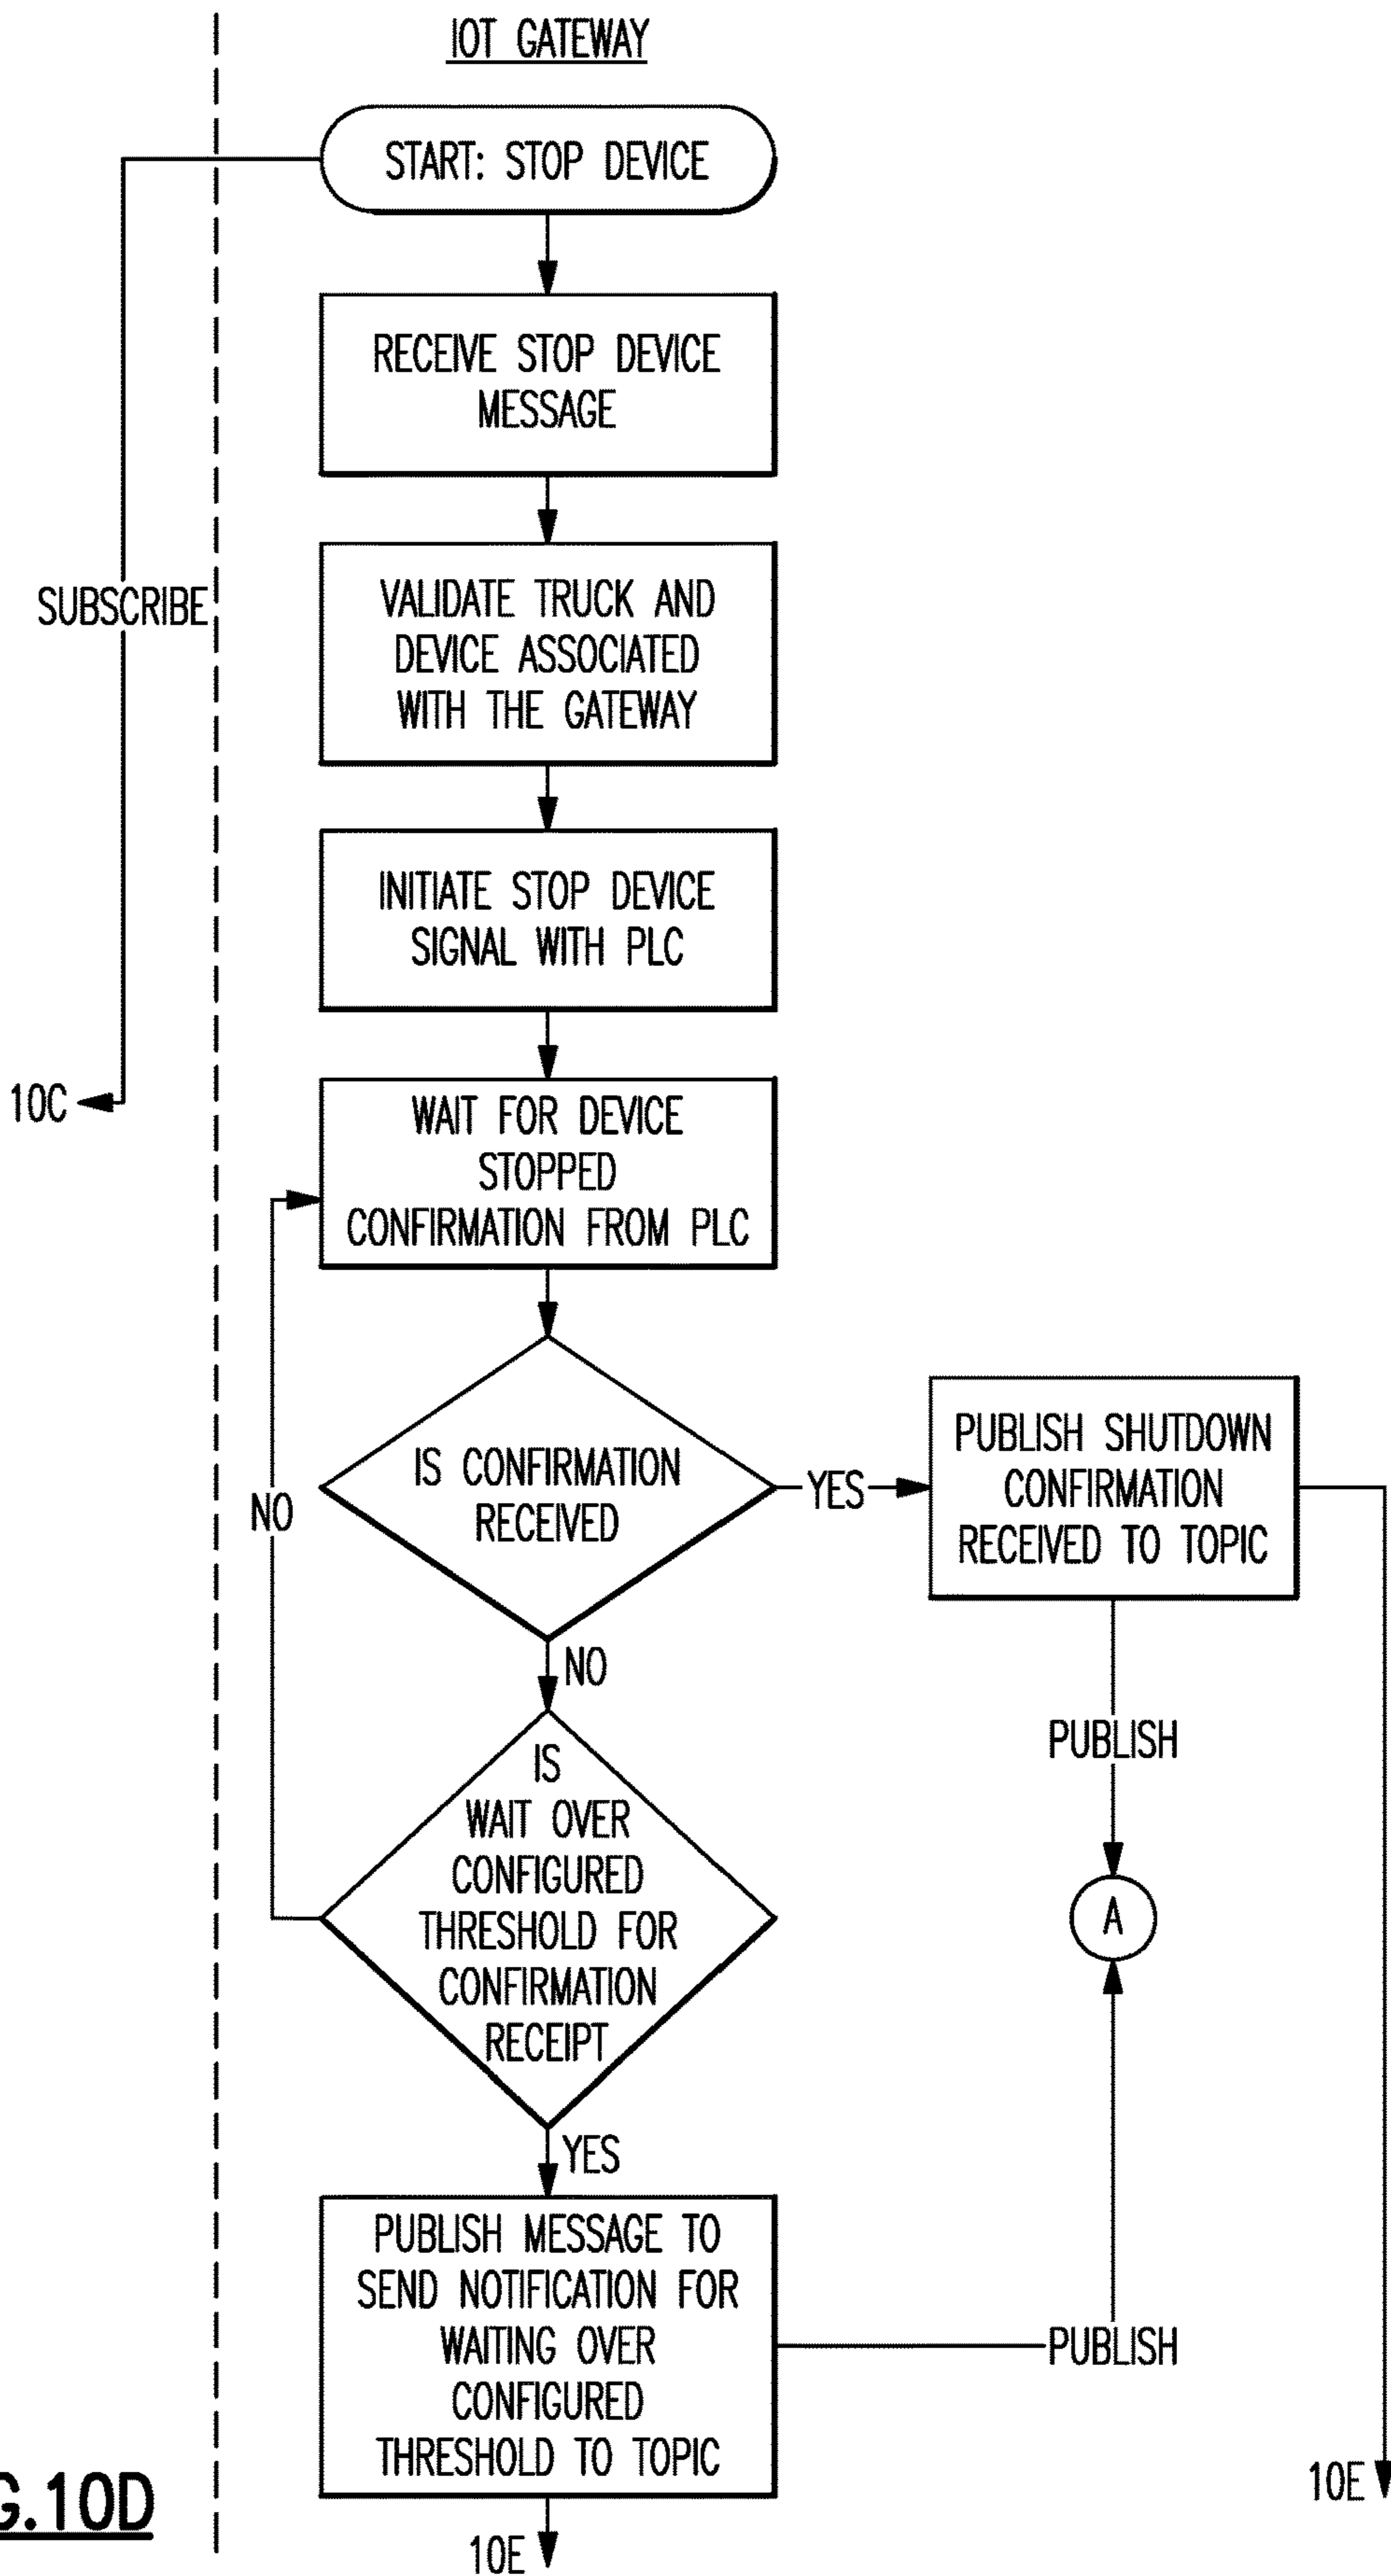 IOT GATEWAY
START: STOP DEVICE
RECEIVE STOP DEVICE
MESSAGE
SUBSCRIBE
VALIDATE TRUCK AND
DEVICE ASSOCIATED
WITH THE GATEWAY
INITIATE STOP DEVICE
SIGNAL WITH PLC
10C
WAIT FOR DEVICE
STOPPED
CONFIRMATION FROM PLC
IS CONFIRMATION
RECEIVED
YES
PUBLISH SHUTDOWN
CONFIRMATION
RECEIVED TO TOPIC
NO
NO
PUBLISH
IS
WAIT OVER
CONFIGURED
THRESHOLD FOR
CONFIRMATION
RECEIPT
A
YES
PUBLISH MESSAGE TO
SEND NOTIFICATION FOR
WAITING OVER
CONFIGURED
THRESHOLD TO TOPIC
PUBLISH
10E
10E
G.10D